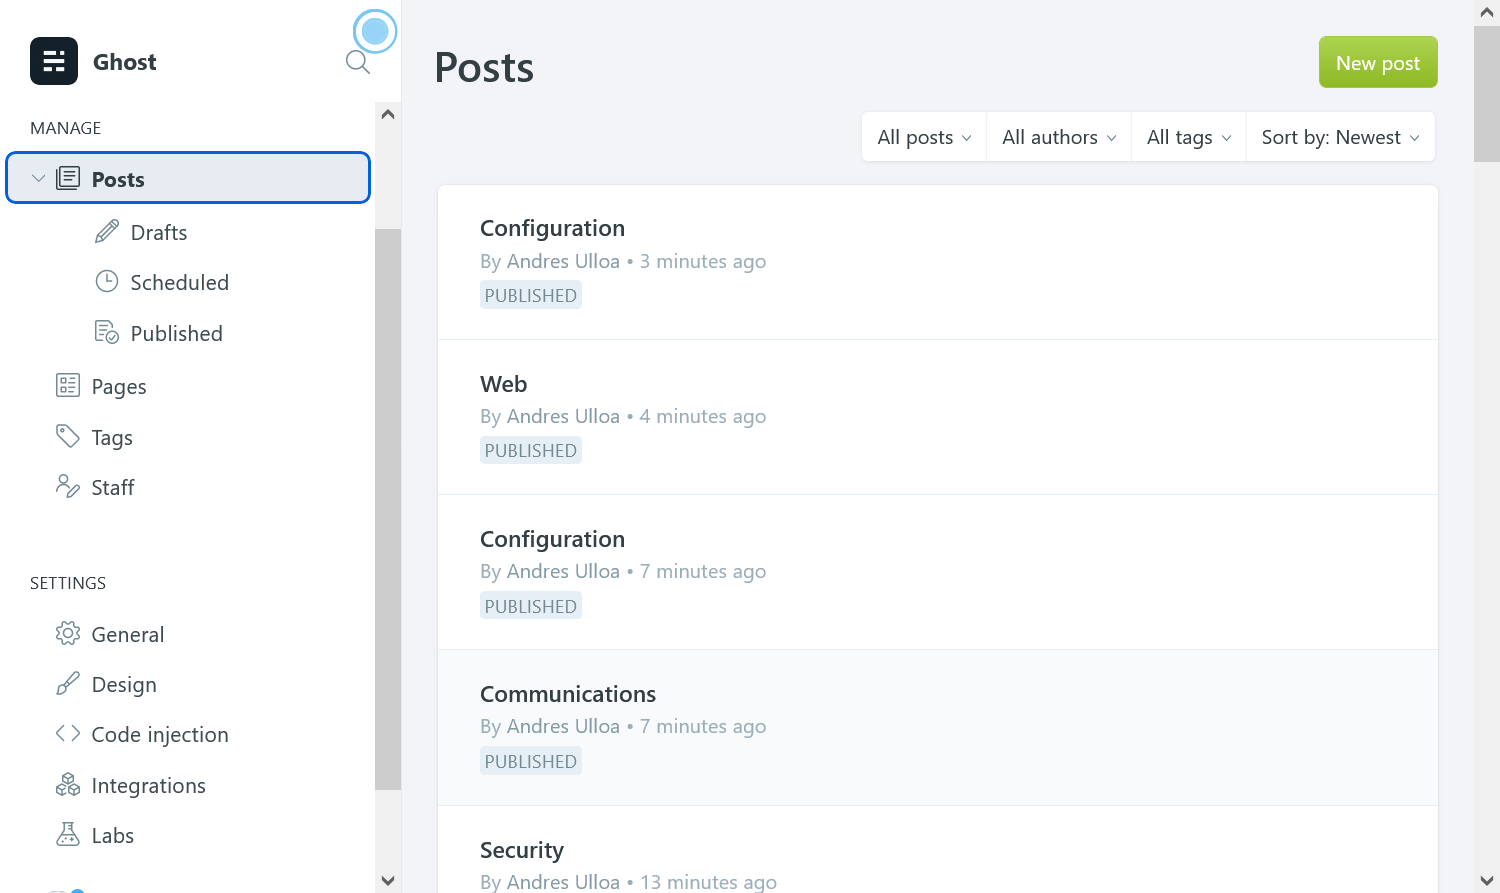 Ghost
MANAGE
Posts
Drafts
Scheduled
Published
Pages
Tags
Staff
SETTINGS
General
Design
Code injection
Integrations
Labs
Posts
New post
All posts
All authors
All tags
Sort by: Newest
Configuration
By Andres Ulloa • 3 minutes ago
PUBLISHED
Web
By Andres Ulloa • 4 minutes ago
PUBLISHED
Configuration
By Andres Ulloa • 7 minutes ago
PUBLISHED
Communications
By Andres Ulloa • 7 minutes ago
PUBLISHED
Security
By Andres Ulloa • 13 minutes ago